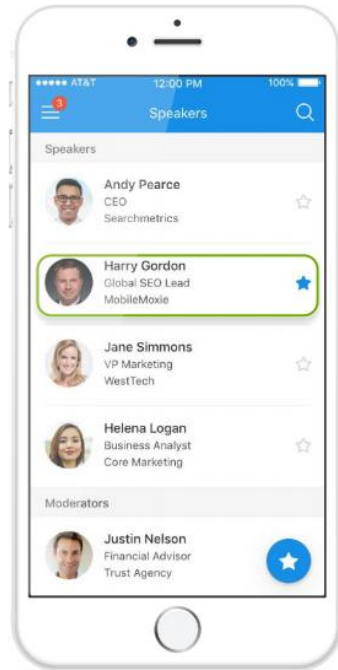 AT&T 12:00 PM 100%
3
Speakers
Speakers
Andy Pearce
CEO
Searchmetrics
Harry Gordon
Global SEO Lead
MobileMoxie
Jane Simmons
VP Marketing
WestTech
Helena Logan
Business Analyst
Core Marketing
Moderators
Justin Nelson
Financial Advisor
Trust Agency